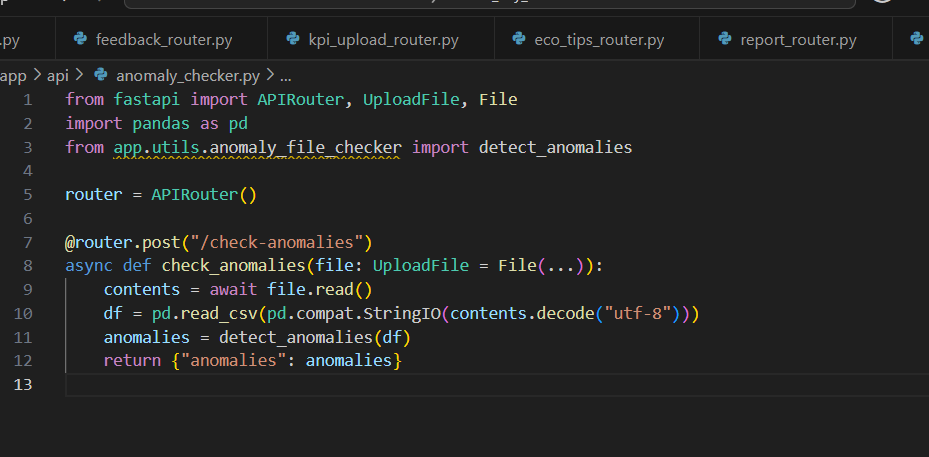 .py feedback_router.py kpi_upload_router.py eco_tips_router.py report_router.py
app > api > anomaly_checker.py > ...
1 from fastapi import APIRouter, UploadFile, File
2 import pandas as pd
3 from app.utils.anomaly_file_checker import detect_anomalies
4
5 router = APIRouter()
6
7 @router.post("/check-anomalies")
8 async def check_anomalies(file: UploadFile = File(...)):
9     contents = await file.read()
10     df = pd.read_csv(pd.compat.StringIO(contents.decode("utf-8")))
11     anomalies = detect_anomalies(df)
12     return {"anomalies": anomalies}
13